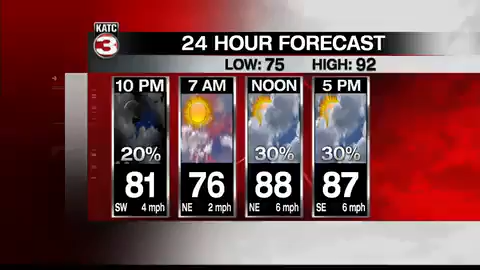 KATC
3
24 HOUR FORECAST
LOW: 75 HIGH: 92
10 PM 7 AM NOON 5 PM
20% 30% 30%
81 76 88 87
SW 4 mph NE 2 mph NE 6 mph SE 6 mph